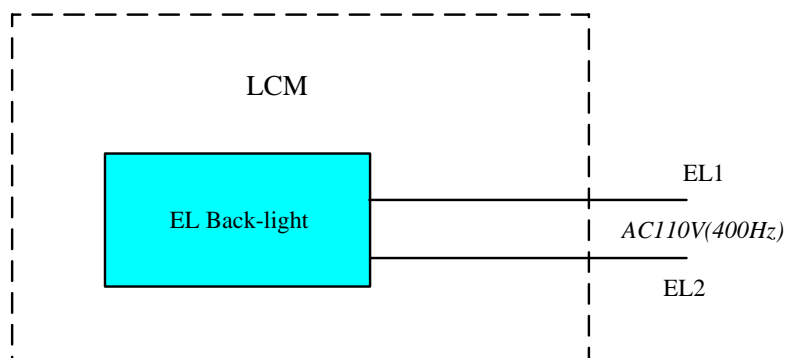 LCM
EL Back-light
EL1
AC110V(400Hz)
EL2